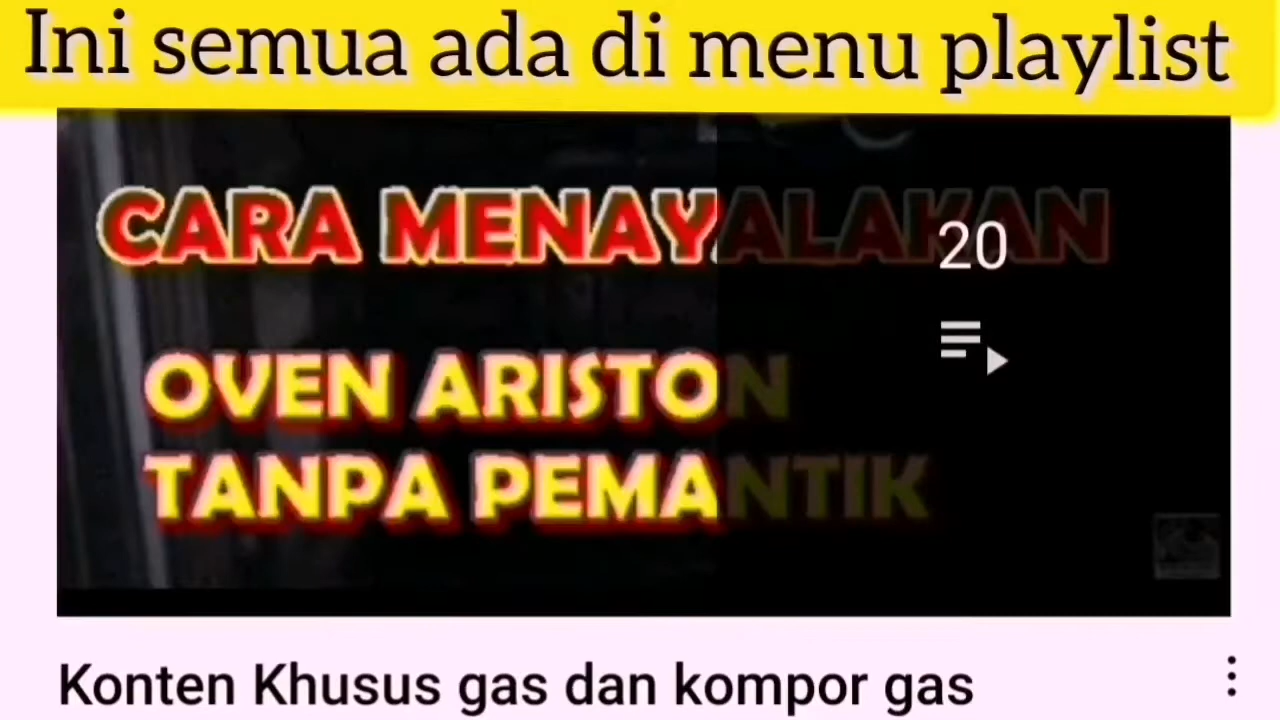 Ini semua ada di menu playlist
CARA MENAYALAKAN
20
OVEN ARISTON
TANPA PEMANTIK
Konten Khusus gas dan kompor gas